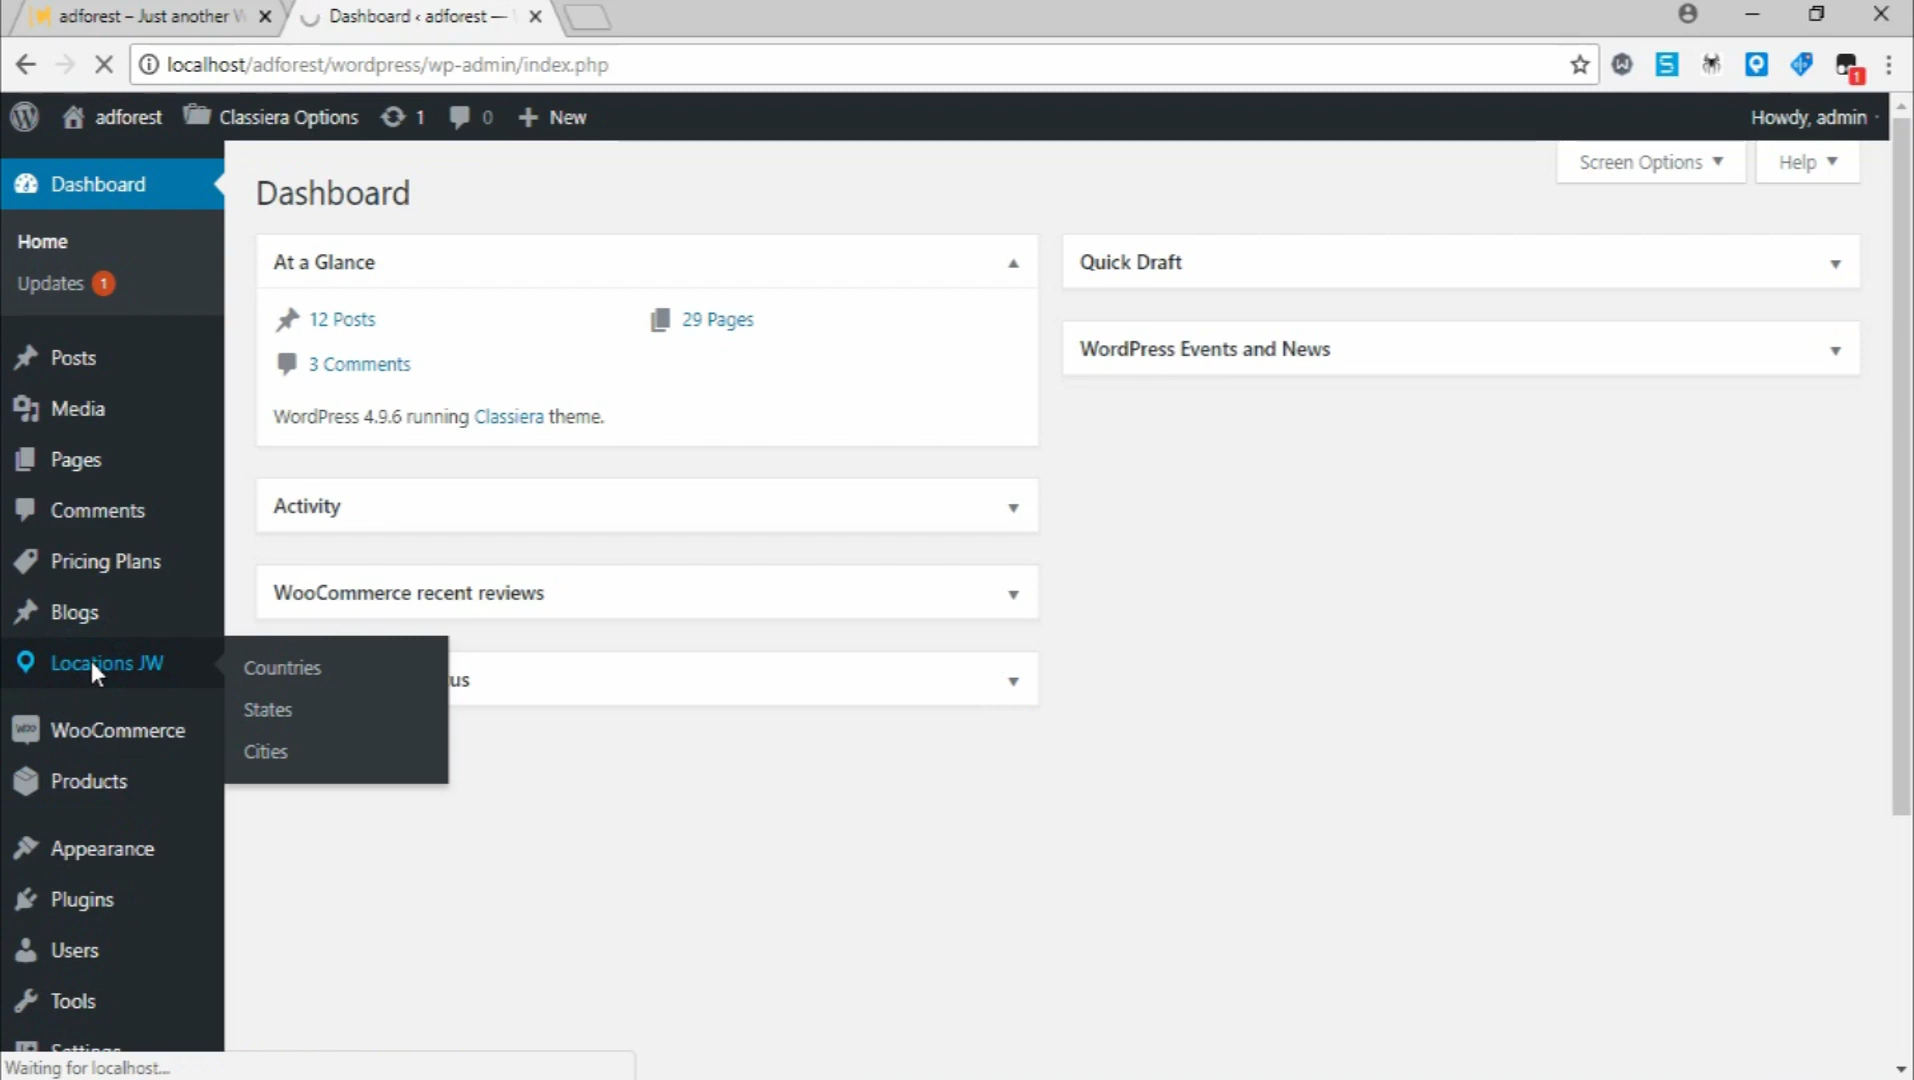 adforest – Just another W
Dashboard ‹ adforest —
localhost/adforest/wordpress/wp-admin/index.php
1
adforest
Classiera Options
1
0
New
Howdy, admin
Dashboard
Home
Updates 1
Posts
Media
Pages
Comments
Pricing Plans
Blogs
Locations JW
WooCommerce
Products
Appearance
Plugins
Users
Tools
Settings
Countries
States
Cities
Screen Options
Help
Dashboard
At a Glance
12 Posts
29 Pages
3 Comments
WordPress 4.9.6 running Classiera theme.
Activity
WooCommerce recent reviews
us
Quick Draft
WordPress Events and News
Waiting for localhost...